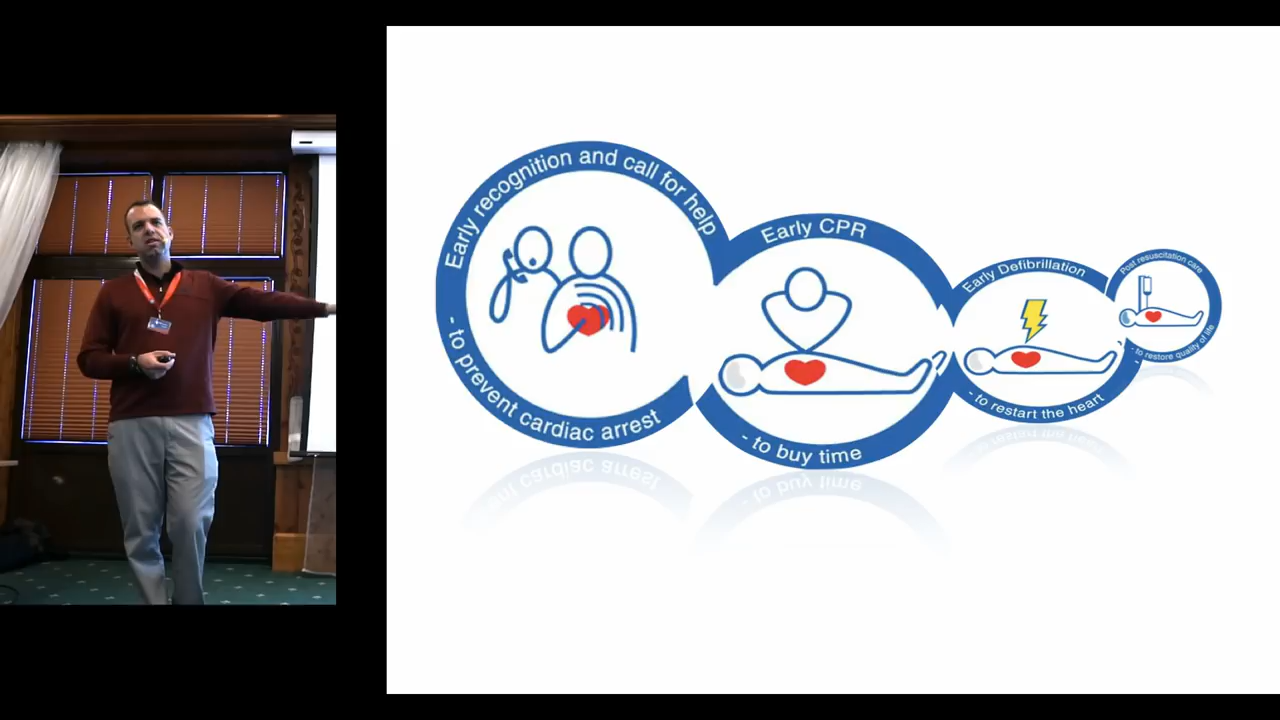 Early recognition and call for help
- to prevent cardiac arrest
Early CPR
- to buy time
Early Defibrillation
- to restart the heart
Post resuscitation care
- to restore quality of life